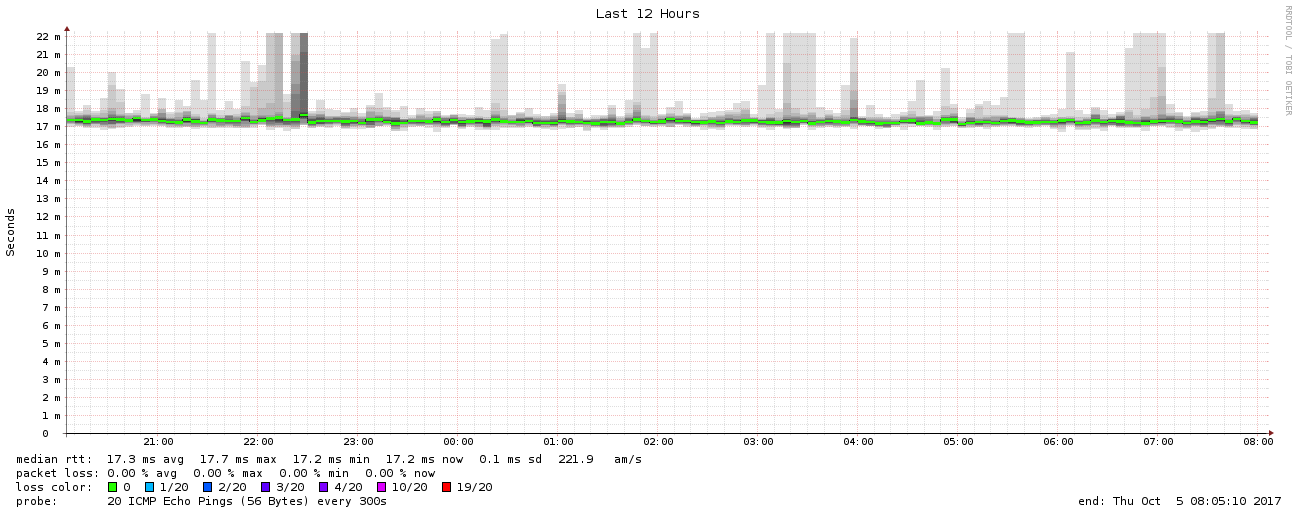 Last 12 Hours
RRDTOOL / TOBI OETIKER
Seconds
22 m
21 m
20 m
19 m
18 m
17 m
16 m
15 m
14 m
13 m
12 m
11 m
10 m
9 m
8 m
7 m
6 m
5 m
4 m
3 m
2 m
1 m
0
21:00 22:00 23:00 00:00 01:00 02:00 03:00 04:00 05:00 06:00 07:00 08:00
median rtt: 17.3 ms avg 17.7 ms max 17.2 ms min 17.2 ms now 0.1 ms sd 221.9 am/s
packet loss: 0.00 % avg 0.00 % max 0.00 % min 0.00 % now
loss color: 0 1/20 2/20 3/20 4/20 10/20 19/20
probe: 20 ICMP Echo Pings (56 Bytes) every 300s end: Thu Oct 5 08:05:10 2017